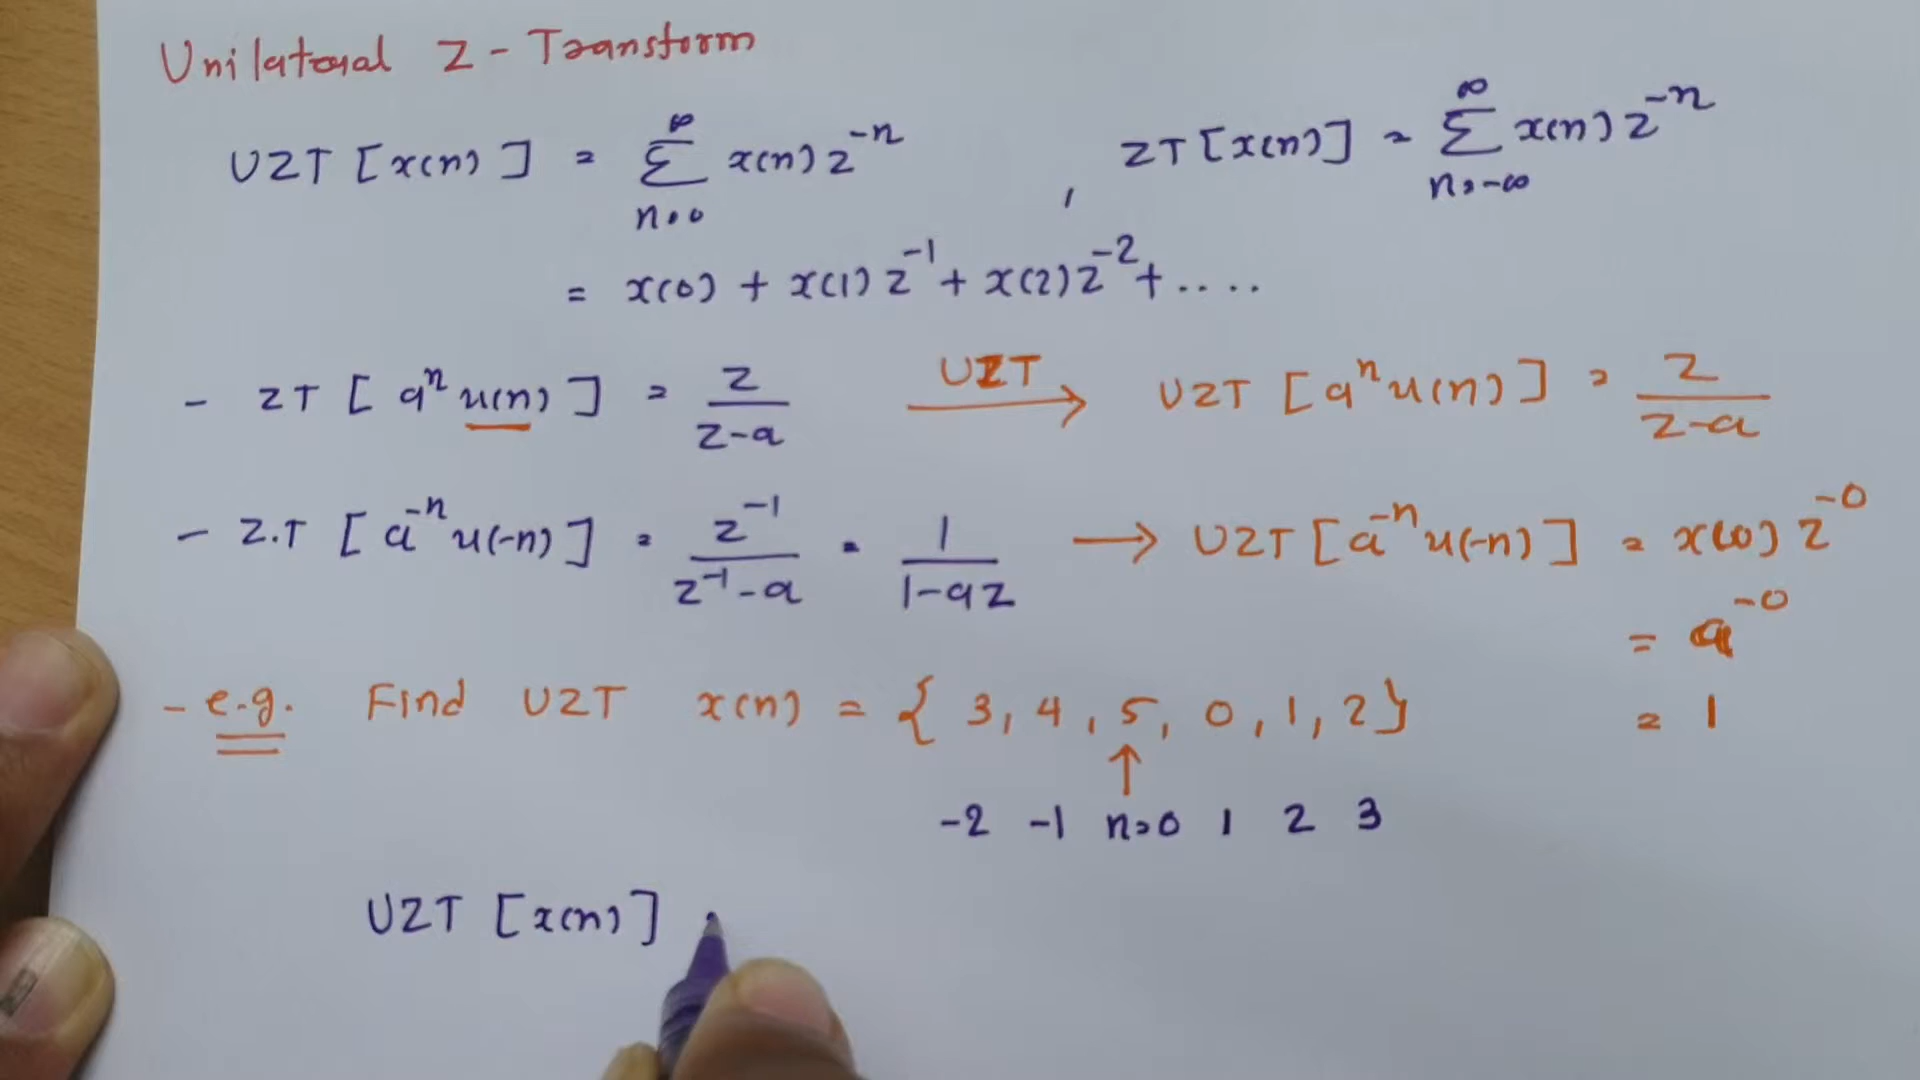 Unilateral Z - Transform
UZT [x(n)] = ∞ Σ n=0 x(n) z^-n , ZT[x(n)] = ∞ Σ n=-∞ x(n) z^-n
= x(0) + x(1) z^-1 + x(2) z^-2 + ....
- ZT [ a^n u(n) ] = z / z-a UZT → UZT [a^n u(n)] = z / z-a
- Z.T [ a^-n u(-n) ] = z^-1 / z^-1 - a = 1 / 1-az → UZT [a^-n u(-n)] = x(0) z^-0
= a^-0
- e.g. Find UZT x(n) = { 3, 4, 5, 0, 1, 2} = 1
↑
-2 -1 n=0 1 2 3
UZT [x(n)]